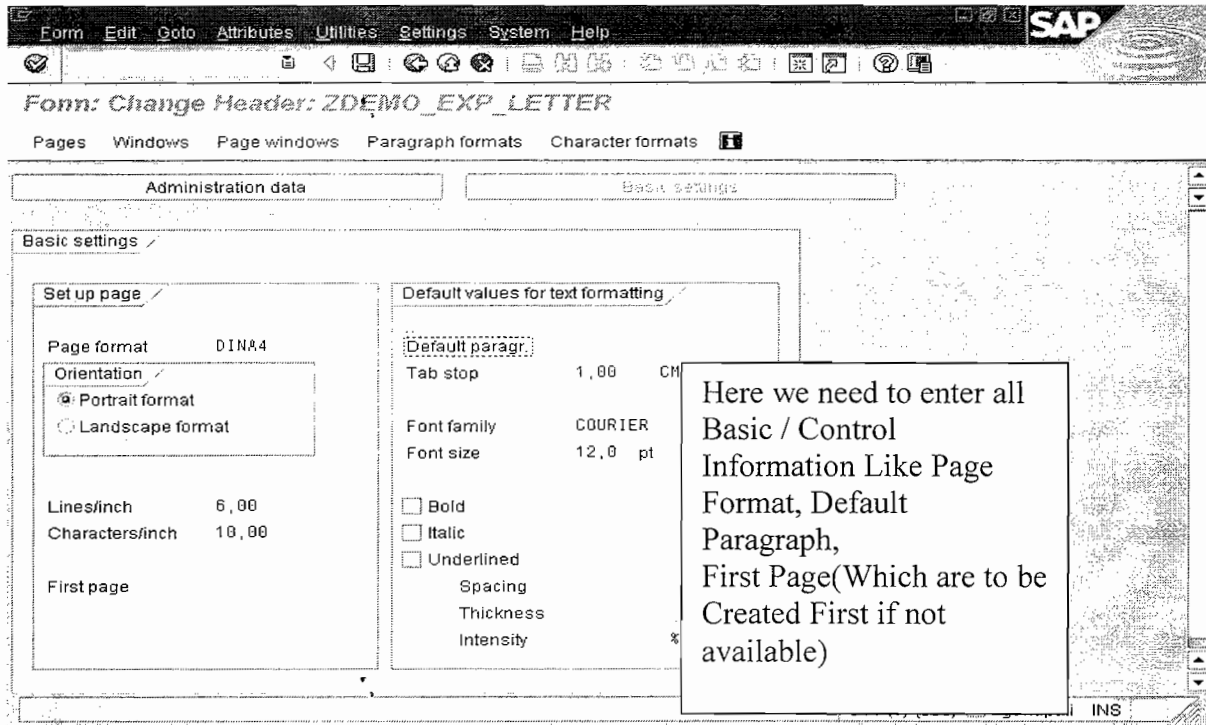 Form Edit Goto Attributes Utilities Settings System Help
SAP
Form: Change Header: ZDEMO_EXP_LETTER
Pages Windows Page windows Paragraph formats Character formats
Administration data Basic settings
Basic settings
Set up page
Page format DINA4
Orientation
Portrait format
Landscape format
Lines/inch 6,00
Characters/inch 10,00
First page
Default values for text formatting
Default paragr.
Tab stop 1,00 CM
Font family COURIER
Font size 12,0 pt
Bold
Italic
Underlined
Spacing
Thickness
Intensity %
Here we need to enter all
Basic / Control
Information Like Page
Format, Default
Paragraph,
First Page(Which are to be
Created First if not
available)
INS